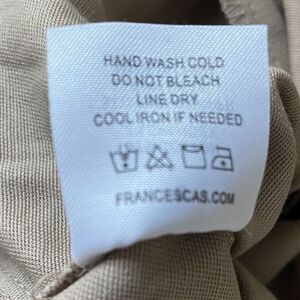 HAND WASH COLD
DO NOT BLEACH
LINE DRY
COOL IRON IF NEEDED
FRANCESCAS.COM